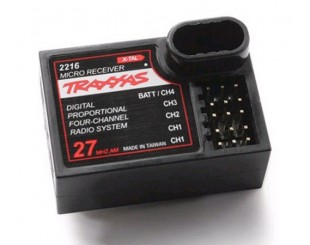 2216
X-TAL
MICRO RECEIVER
TRAXXAS
DIGITAL
PROPORTIONAL
FOUR-CHANNEL
RADIO SYSTEM
BATT / CH4
CH3
CH2
CH1
CH1
27 MHZ AM
MADE IN TAIWAN